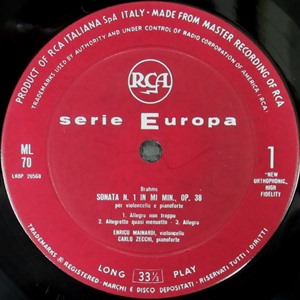 PRODUCT OF RCA ITALIANA SpA ITALY - MADE FROM MASTER RECORDING OF RCA
TRADEMARKS USED BY AUTHORITY AND UNDER CONTROL OF RADIO CORPORATION OF AMERICA (R.C.A.)
RCA
serie Europa
ML
70
LRDP 20560
1
"NEW
ORTHOPHONIC"
HIGH
FIDELITY
Brahms
SONATA N. 1 IN MI MIN., OP. 38
per violoncello e pianoforte
1. Allegro non troppo
2. Allegretto quasi menuetto - 3. Allegro
ENRICO MAINARDI, violoncello
CARLO ZECCHI, pianoforte
LONG 33⅓ PLAY
TRADEMARKS ® REGISTERED - MARCHI E DISCO DEPOSITATI - RISERVATI TUTTI I DIRITTI